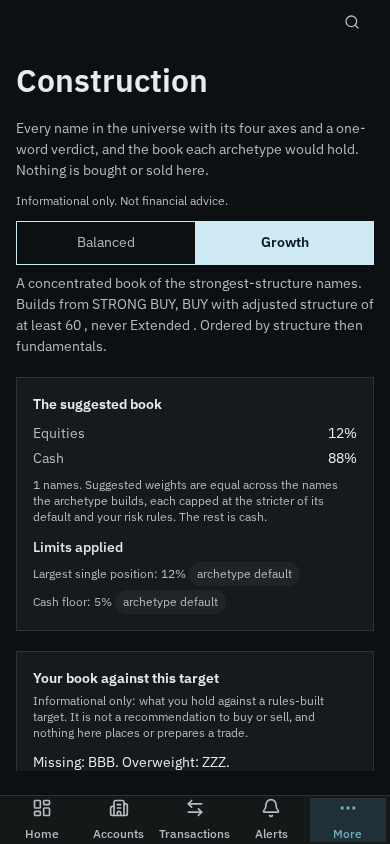 Construction
Every name in the universe with its four axes and a one-
word verdict, and the book each archetype would hold.
Nothing is bought or sold here.
Informational only. Not financial advice.
Balanced
Growth
A concentrated book of the strongest-structure names.
Builds from STRONG BUY, BUY with adjusted structure of
at least 60 , never Extended . Ordered by structure then
fundamentals.
The suggested book
Equities 12%
Cash 88%
1 names. Suggested weights are equal across the names
the archetype builds, each capped at the stricter of its
default and your risk rules. The rest is cash.
Limits applied
Largest single position: 12% archetype default
Cash floor: 5% archetype default
Your book against this target
Informational only: what you hold against a rules-built
target. It is not a recommendation to buy or sell, and
nothing here places or prepares a trade.
Missing: BBB. Overweight: ZZZ.
Home Accounts Transactions Alerts More